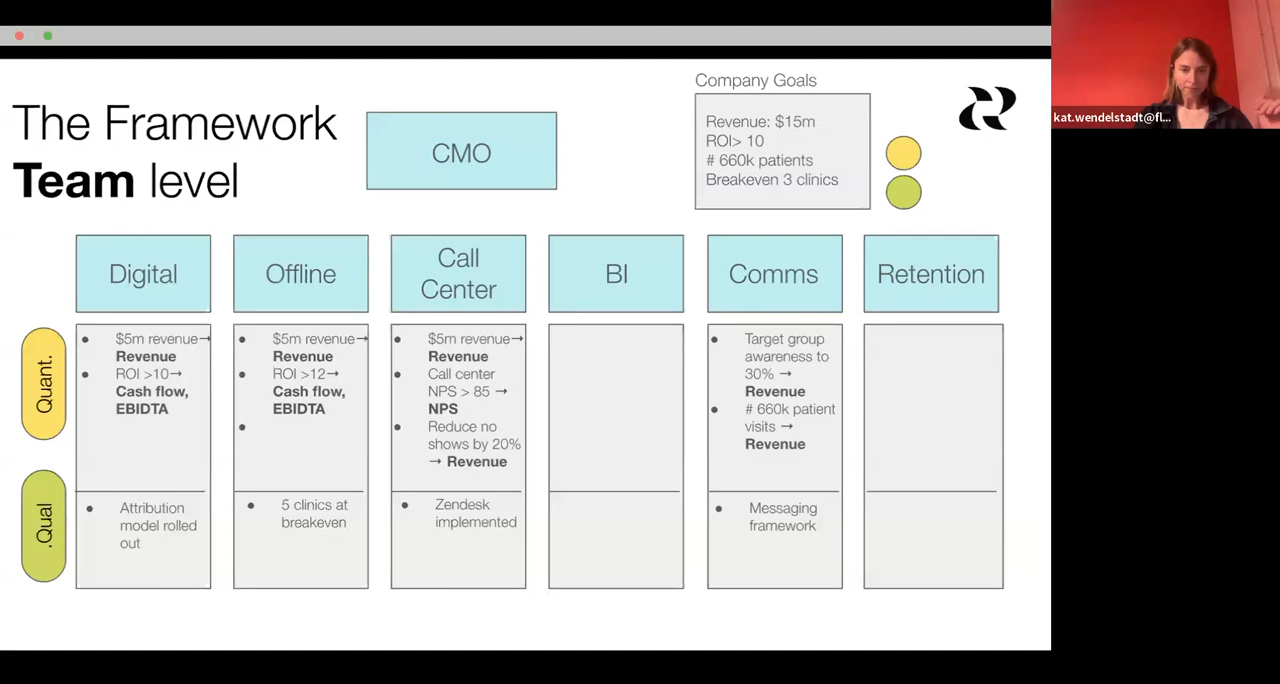 Company Goals
The Framework
Team level
CMO
Revenue: $15m
ROI> 10
# 660k patients
Breakeven 3 clinics
kat.wendelstadt@fl...
Digital
Offline
Call
Center
BI
Comms
Retention
Quant.
• $5m revenue→
Revenue
• ROI >10→
Cash flow,
EBIDTA
• $5m revenue→
Revenue
• ROI >12→
Cash flow,
EBIDTA
•
• $5m revenue→
Revenue
• Call center
NPS > 85 →
NPS
• Reduce no
shows by 20%
→ Revenue
• Target group
awareness to
30% →
Revenue
• # 660k patient
visits →
Revenue
.Qual
• Attribution
model rolled
out
• 5 clinics at
breakeven
• Zendesk
implemented
• Messaging
framework